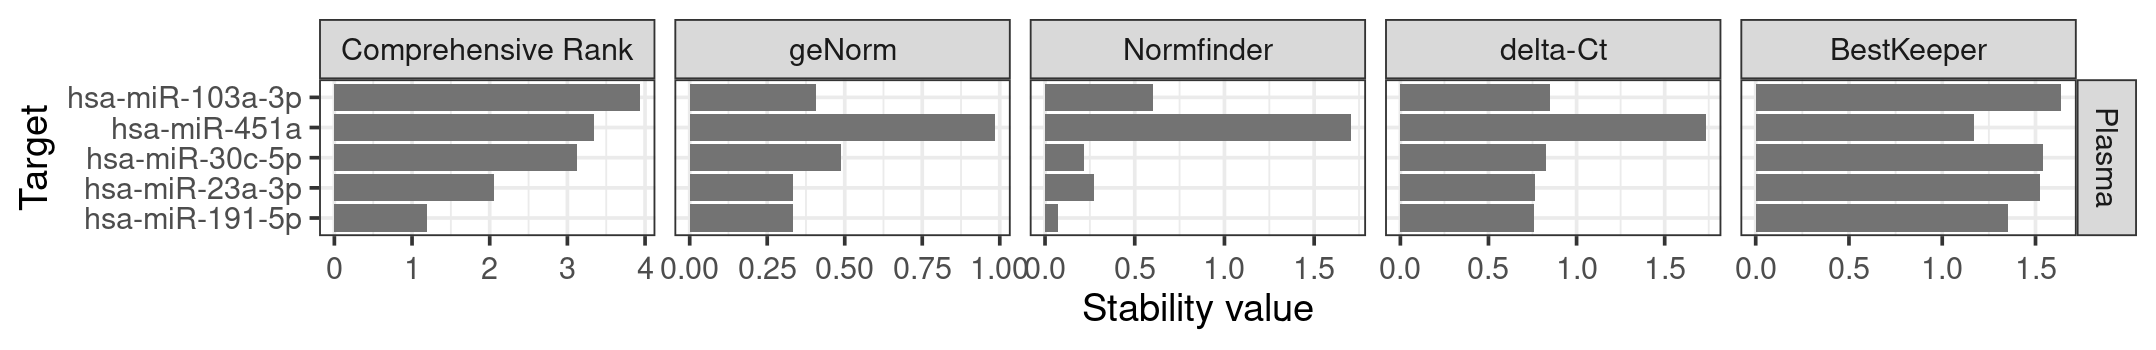 Comprehensive Rank
geNorm
Normfinder
delta-Ct
BestKeeper
Target
hsa-miR-103a-3p
hsa-miR-451a
hsa-miR-30c-5p
hsa-miR-23a-3p
hsa-miR-191-5p
Plasma
0 1 2 3 4
0.00 0.25 0.50 0.75 1.00
0.0 0.5 1.0 1.5
0.0 0.5 1.0 1.5
0.0 0.5 1.0 1.5
Stability value